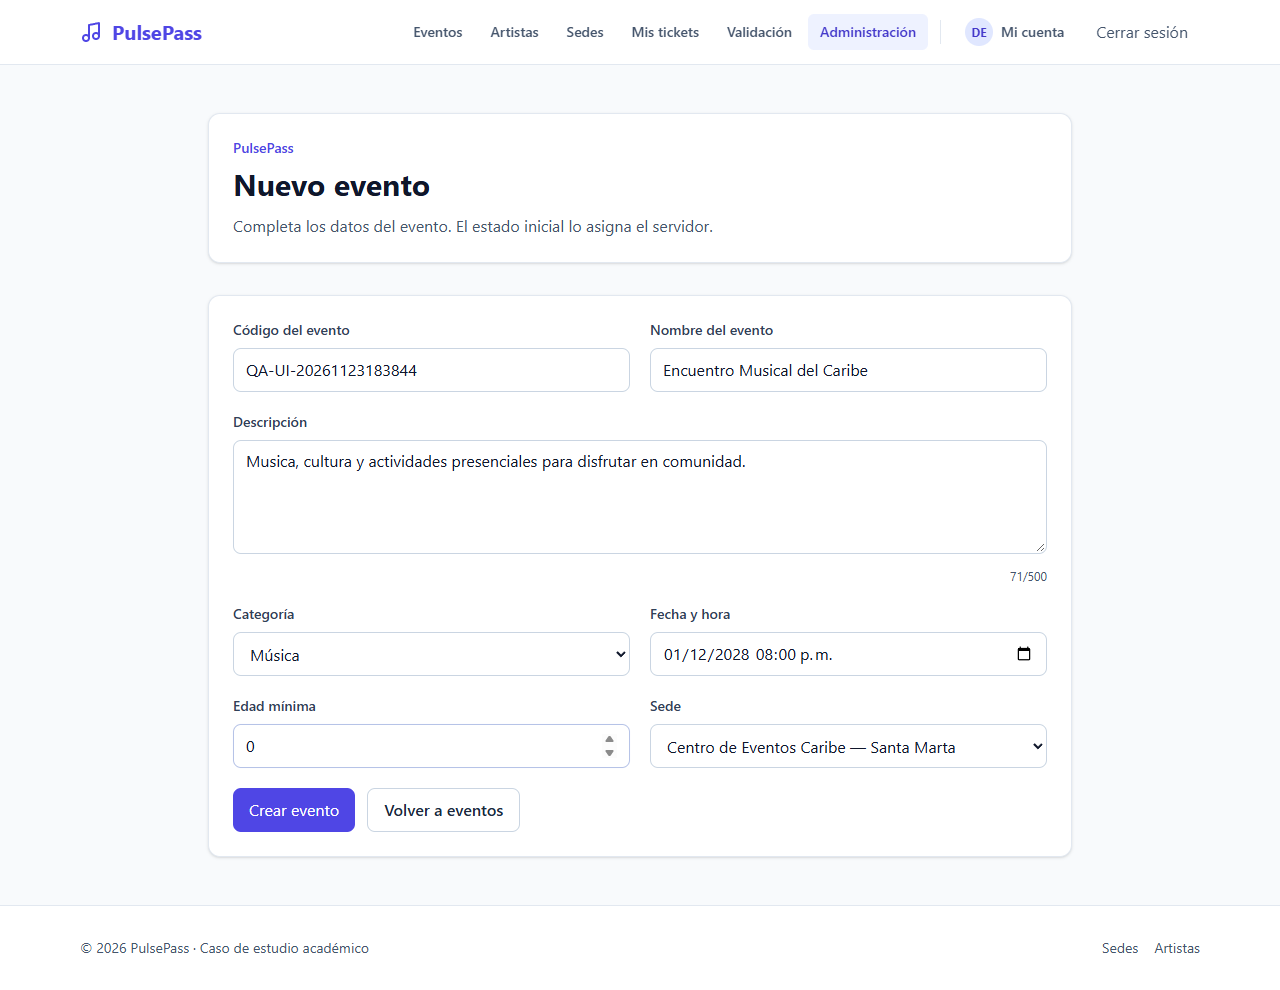 PulsePass
Eventos Artistas Sedes Mis tickets Validación Administración DE Mi cuenta Cerrar sesión
PulsePass
Nuevo evento
Completa los datos del evento. El estado inicial lo asigna el servidor.
Código del evento Nombre del evento
QA-UI-20261123183844 Encuentro Musical del Caribe
Descripción
Musica, cultura y actividades presenciales para disfrutar en comunidad.
71/500
Categoría Fecha y hora
Música 01/12/2028 08:00 p. m.
Edad mínima Sede
0 Centro de Eventos Caribe — Santa Marta
Crear evento Volver a eventos
© 2026 PulsePass · Caso de estudio académico Sedes Artistas